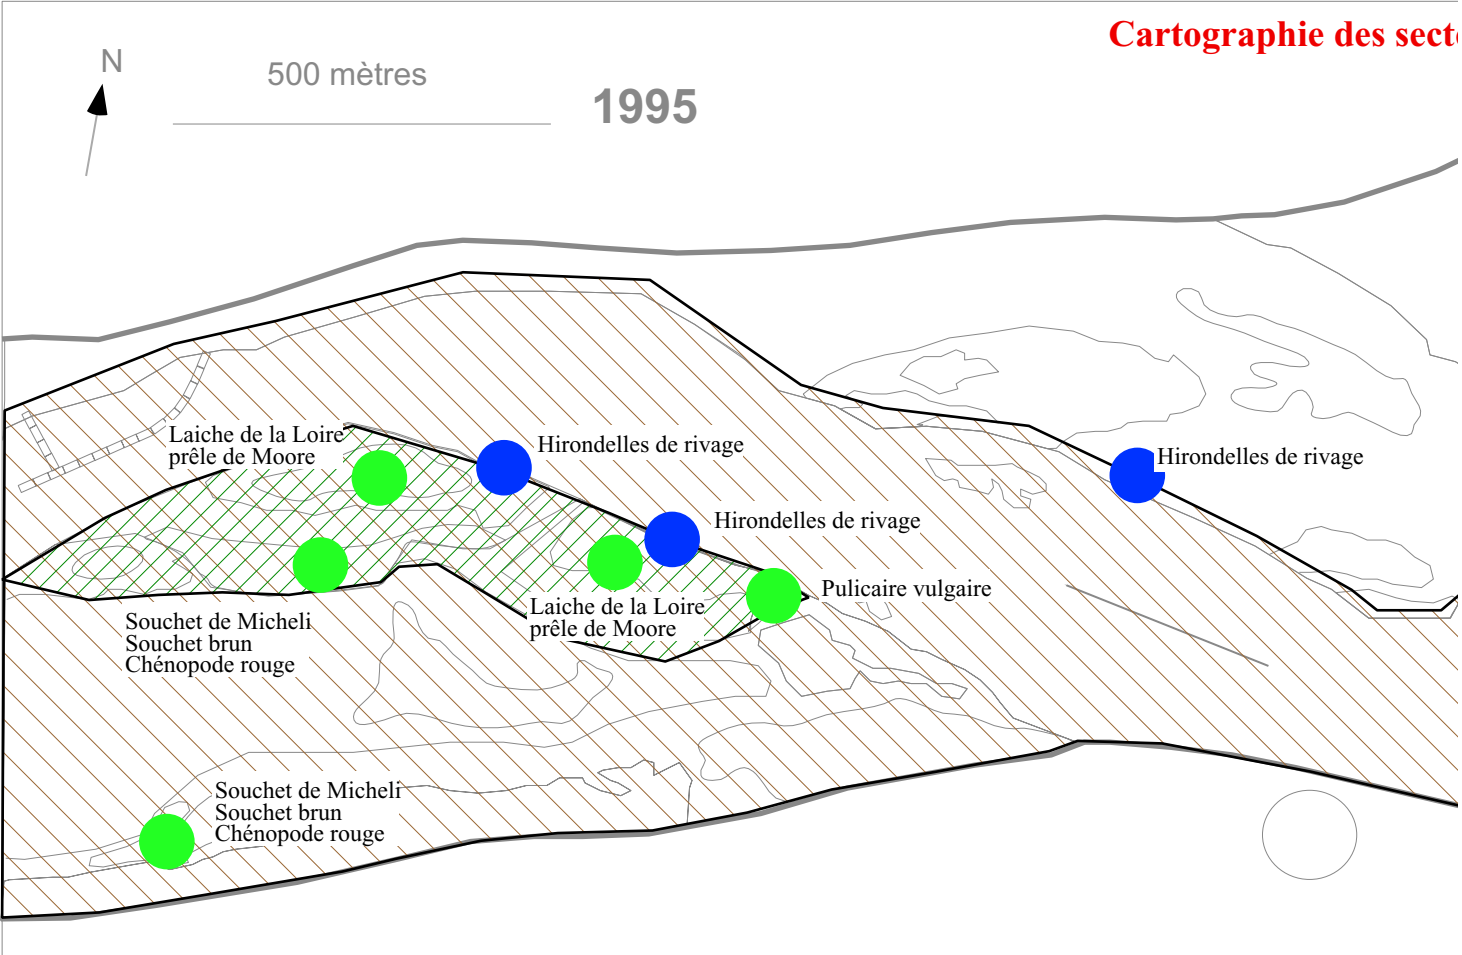 Cartographie des
N
500 mètres
1995
Laiche de la Loire
prêle de Moore
Hirondelles de rivage
Hirondelles de rivage
Hirondelles de rivage
Pulicaire vulgaire
Laiche de la Loire
prêle de Moore
Souchet de Micheli
Souchet brun
Chénopode rouge
Souchet de Micheli
Souchet brun
Chénopode rouge